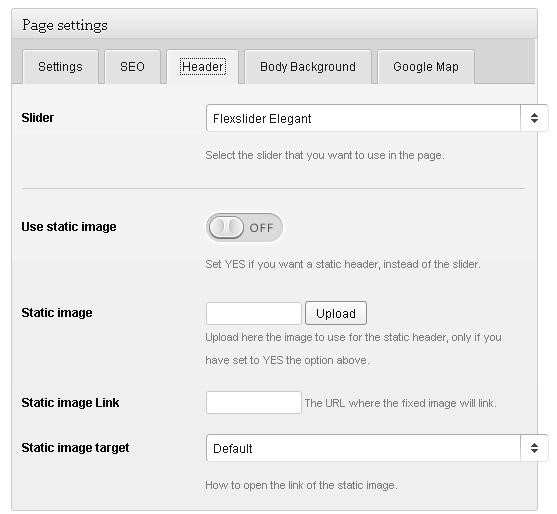 Page settings
Settings SEO Header Body Background Google Map
Slider Flexslider Elegant
Select the slider that you want to use in the page.
Use static image OFF
Set YES if you want a static header, instead of the slider.
Static image Upload
Upload here the image to use for the static header, only if you
have set to YES the option above.
Static image Link The URL where the fixed image will link.
Static image target Default
How to open the link of the static image.